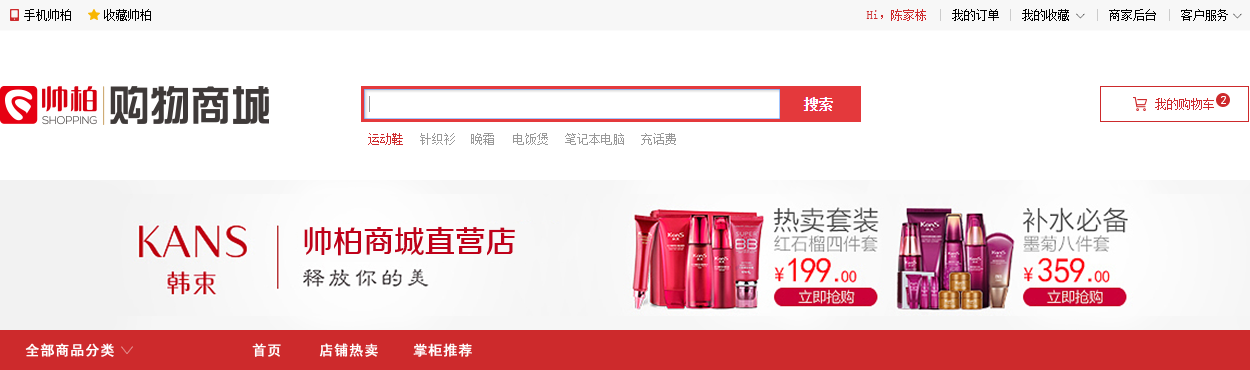 手机帅柏 收藏帅柏 Hi，陈家栋 我的订单 我的收藏 商家后台 客户服务
帅柏 SHOPPING 购物商城
搜索
我的购物车 2
运动鞋 针织衫 晚霜 电饭煲 笔记本电脑 充话费
KANS
韩束
帅柏商城直营店
释放你的美
热卖套装
红石榴四件套
¥199.00
立即抢购
补水必备
墨菊八件套
¥359.00
立即抢购
SUPER
BB
KanS
全部商品分类 首页 店铺热卖 掌柜推荐